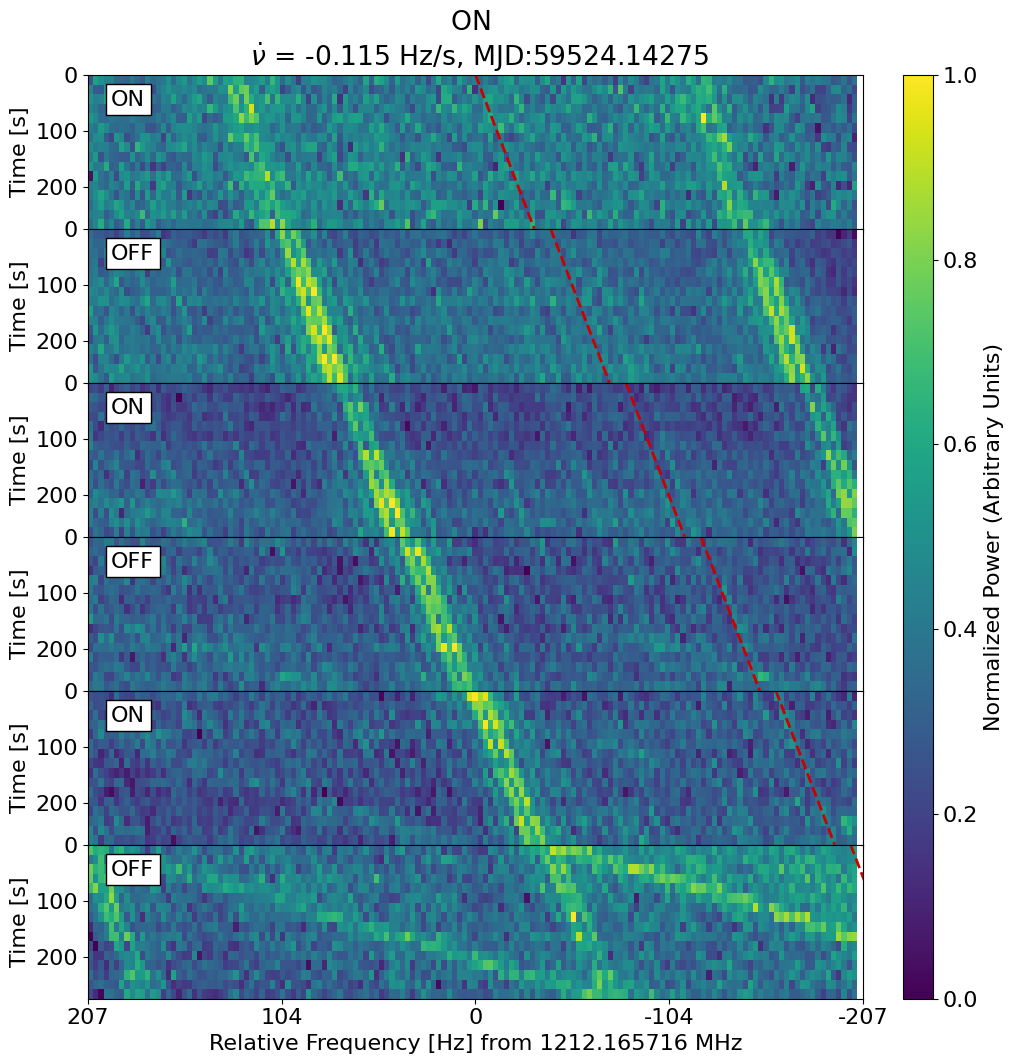 ON
ν̇ = -0.115 Hz/s, MJD:59524.14275
0
ON
100
200
Time [s]
0
OFF
100
200
Time [s]
0
ON
100
200
Time [s]
0
OFF
100
200
Time [s]
0
ON
100
200
Time [s]
0
OFF
100
200
Time [s]
207 104 0 -104 -207
Relative Frequency [Hz] from 1212.165716 MHz
1.0
0.8
0.6
0.4
0.2
0.0
Normalized Power (Arbitrary Units)